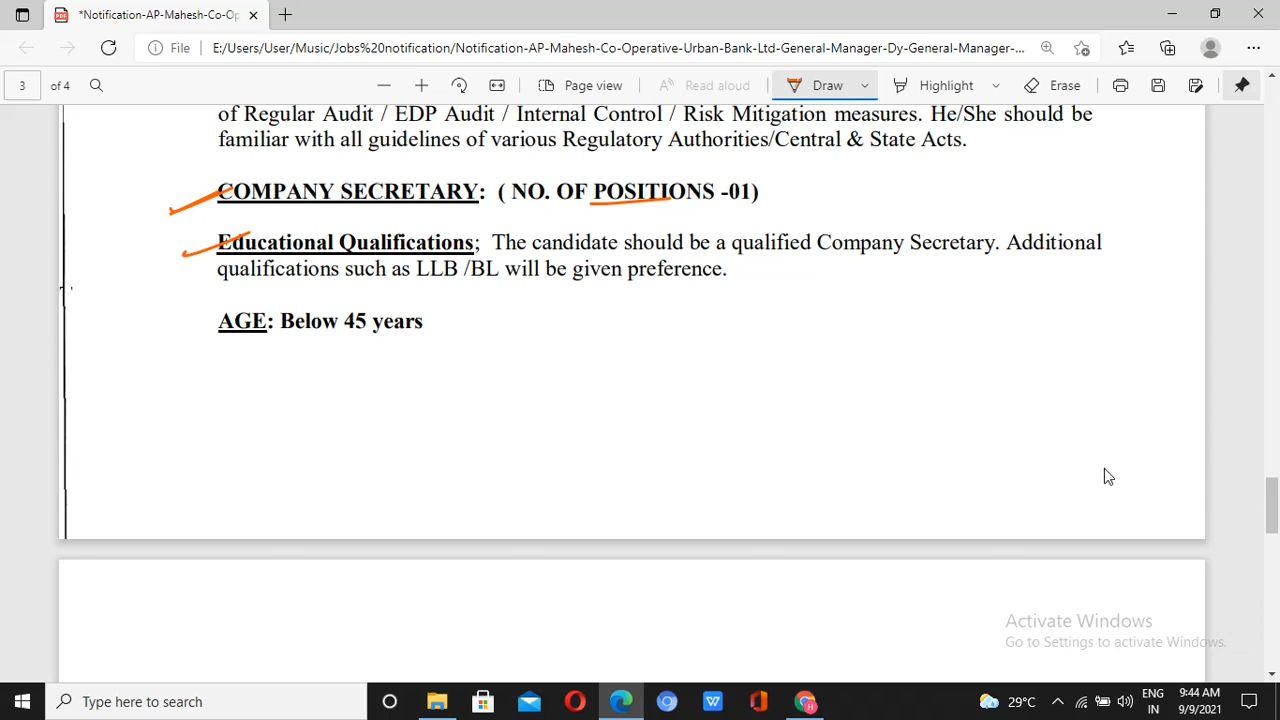 *Notification-AP-Mahesh-Co-Op
File
E:/Users/User/Music/Jobs%20notification/Notification-AP-Mahesh-Co-Operative-Urban-Bank-Ltd-General-Manager-Dy-General-Manager-...
3 of 4
Page view
Read aloud
Draw
Highlight
Erase
of Regular Audit / EDP Audit / Internal Control / Risk Mitigation measures. He/She should be
familiar with all guidelines of various Regulatory Authorities/Central & State Acts.
COMPANY SECRETARY: ( NO. OF POSITIONS -01)
Educational Qualifications; The candidate should be a qualified Company Secretary. Additional
qualifications such as LLB /BL will be given preference.
AGE: Below 45 years
Activate Windows
Go to Settings to activate Windows.
Type here to search
29°C
ENG
IN
9:44 AM
9/9/2021